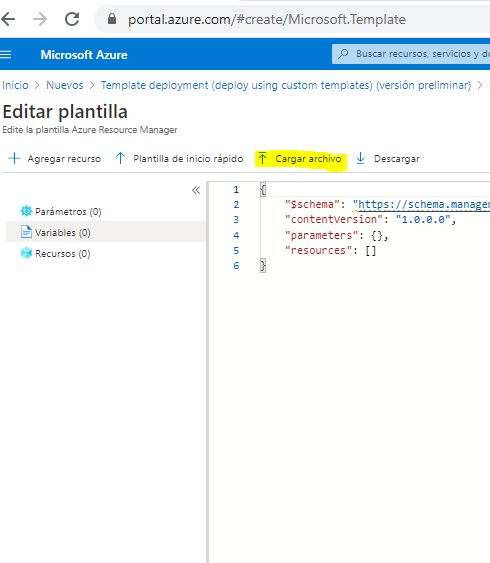 portal.azure.com/#create/Microsoft.Template
Microsoft Azure
Buscar recursos, servicios y do
Inicio > Nuevos > Template deployment (deploy using custom templates) (versión preliminar) >
Editar plantilla
Edite la plantilla Azure Resource Manager
+ Agregar recurso ↑ Plantilla de inicio rápido Cargar archivo ↓ Descargar
«
Parámetros (0)
Variables (0)
Recursos (0)
1 {
2 "$schema": "https://schema.manage
3 "contentVersion": "1.0.0.0",
4 "parameters": {},
5 "resources": []
6 }